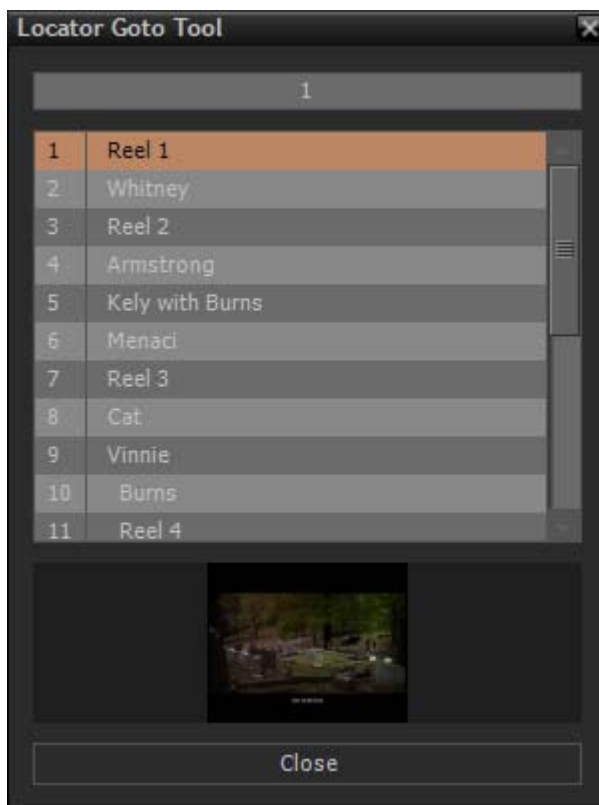 Locator Goto Tool
1
1 Reel 1
2 Whitney
3 Reel 2
4 Armstrong
5 Kely with Burns
6 Menaci
7 Reel 3
8 Cat
9 Vinnie
10 Burns
11 Reel 4
Close